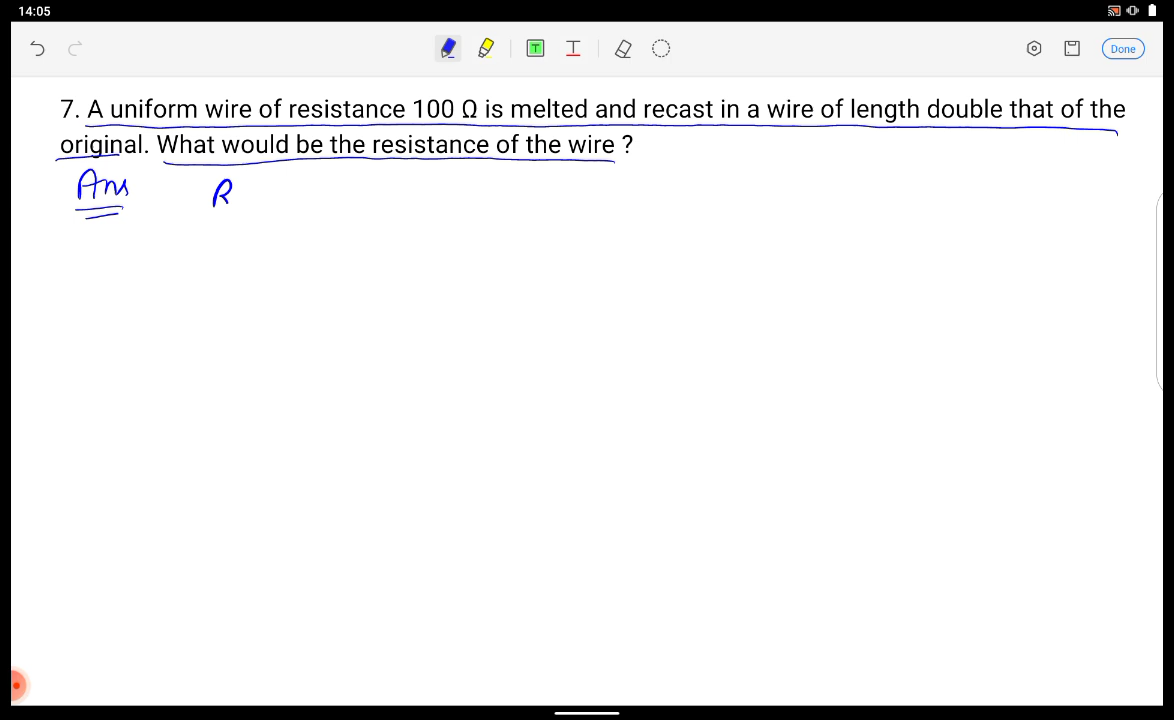 14:05
T
T
Done
7. A uniform wire of resistance 100 Ω is melted and recast in a wire of length double that of the
original. What would be the resistance of the wire ?
Ans R